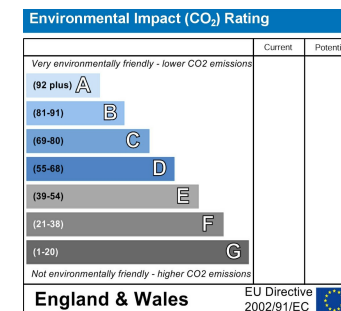 Environmental Impact (CO₂) Rating
Current Potenti
Very environmentally friendly - lower CO2 emissions
(92 plus) A
(81-91) B
(69-80) C
(55-68) D
(39-54) E
(21-38) F
(1-20) G
Not environmentally friendly - higher CO2 emissions
England & Wales
EU Directive
2002/91/EC